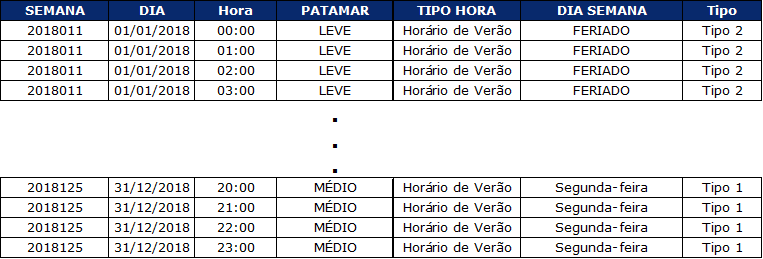 SEMANA DIA Hora PATAMAR TIPO HORA DIA SEMANA Tipo
2018011 01/01/2018 00:00 LEVE Horário de Verão FERIADO Tipo 2
2018011 01/01/2018 01:00 LEVE Horário de Verão FERIADO Tipo 2
2018011 01/01/2018 02:00 LEVE Horário de Verão FERIADO Tipo 2
2018011 01/01/2018 03:00 LEVE Horário de Verão FERIADO Tipo 2
.
.
.
2018125 31/12/2018 20:00 MÉDIO Horário de Verão Segunda-feira Tipo 1
2018125 31/12/2018 21:00 MÉDIO Horário de Verão Segunda-feira Tipo 1
2018125 31/12/2018 22:00 MÉDIO Horário de Verão Segunda-feira Tipo 1
2018125 31/12/2018 23:00 MÉDIO Horário de Verão Segunda-feira Tipo 1